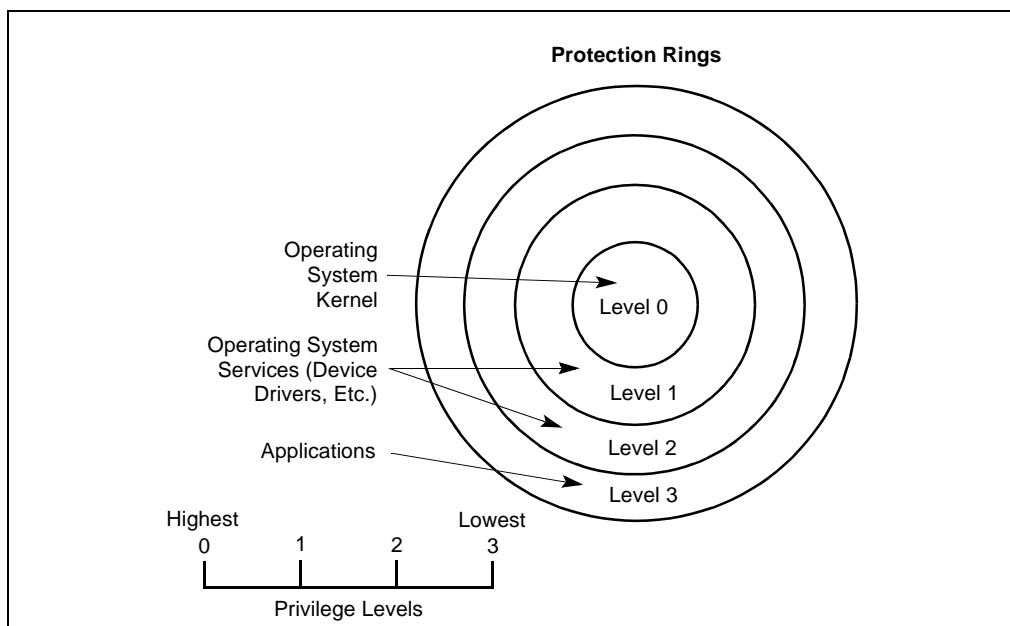 Protection Rings
Operating
System
Kernel
Level 0
Operating System
Services (Device
Drivers, Etc.)
Level 1
Level 2
Applications
Level 3
Highest
Lowest
0
1
2
3
Privilege Levels